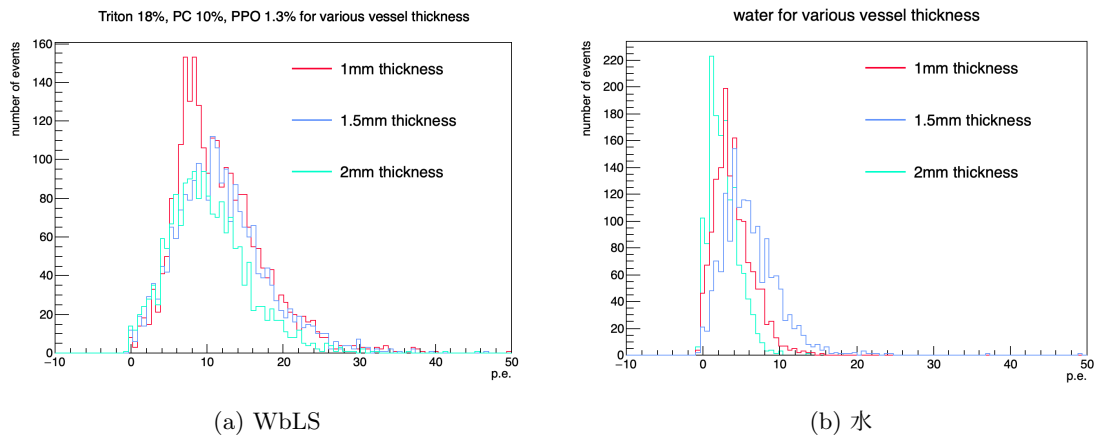 Triton 18%, PC 10%, PPO 1.3% for various vessel thickness
number of events
160
140
120
100
80
60
40
20
0
−10 0 10 20 30 40 50
p.e.
1mm thickness
1.5mm thickness
2mm thickness
(a) WbLS
water for various vessel thickness
number of events
220
200
180
160
140
120
100
80
60
40
20
0
−10 0 10 20 30 40 50
p.e.
1mm thickness
1.5mm thickness
2mm thickness
(b) 水